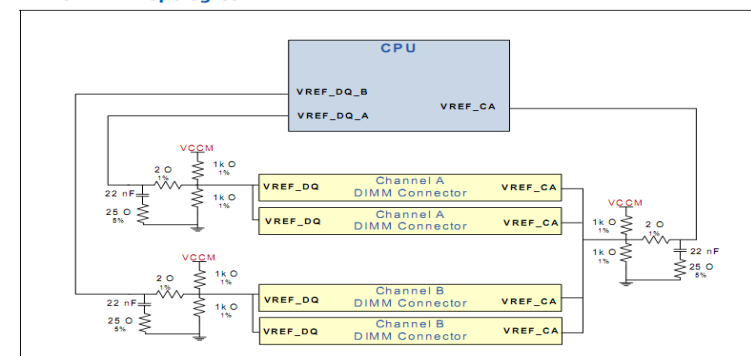 CPU
VREF_DQ_B
VREF_DQ_A
VREF_CA
VCCM
2 O
1%
1k O
1%
22 nF
25 O
5%
1k O
1%
VREF_DQ
Channel A
DIMM Connector
VREF_CA
VREF_DQ
Channel A
DIMM Connector
VREF_CA
VCCM
1k O
1%
2 O
1%
1k O
1%
22 nF
25 O
5%
VCCM
2 O
1%
1k O
1%
22 nF
25 O
5%
1k O
1%
VREF_DQ
Channel B
DIMM Connector
VREF_CA
VREF_DQ
Channel B
DIMM Connector
VREF_CA